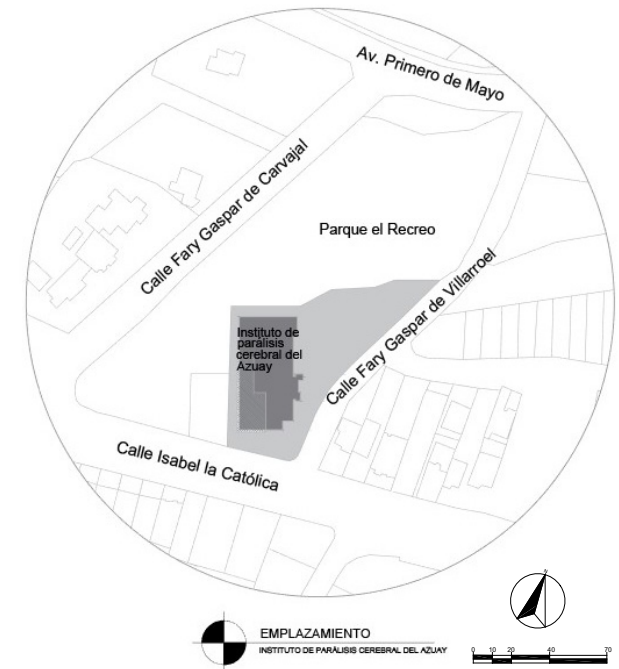 Av. Primero de Mayo
Calle Fary Gaspar de Carvajal
Parque el Recreo
Calle Fary Gaspar de Villarroel
Instituto de
parálisis
cerebral del
Azuay
Calle Isabel la Católica
N
EMPLAZAMIENTO
INSTITUTO DE PARÁLISIS CEREBRAL DEL AZUAY
0 10 20 40 70